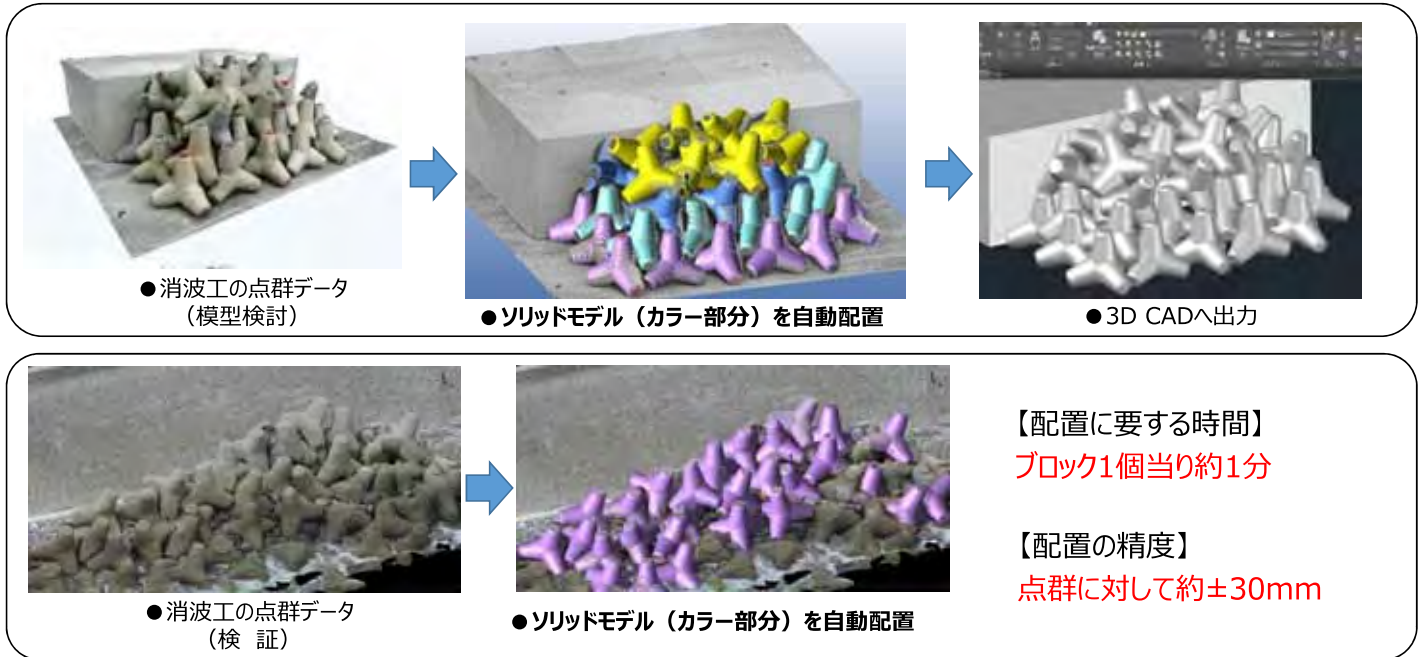 ●消波工の点群データ
（模型検討）
●ソリッドモデル（カラー部分）を自動配置
●3D CADへ出力
●消波工の点群データ
（検 証）
●ソリッドモデル（カラー部分）を自動配置
【配置に要する時間】
ブロック1個当り約1分
【配置の精度】
点群に対して約±30mm